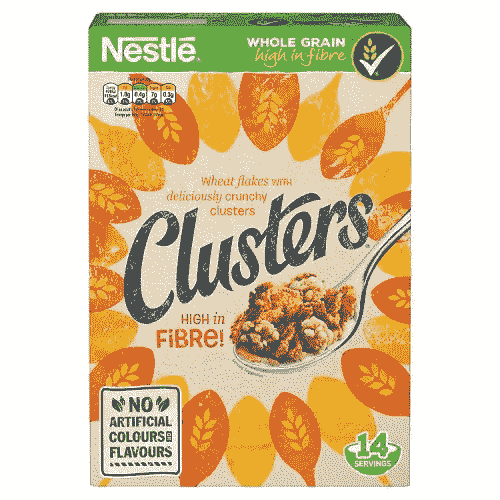 Nestlé
WHOLE GRAIN
high in fibre
Wheat flakes WITH
deliciously crunchy
clusters
Clusters
HIGH in
FIBRE!
NO
ARTIFICIAL
COLOURS OR
FLAVOURS
14
SERVINGS